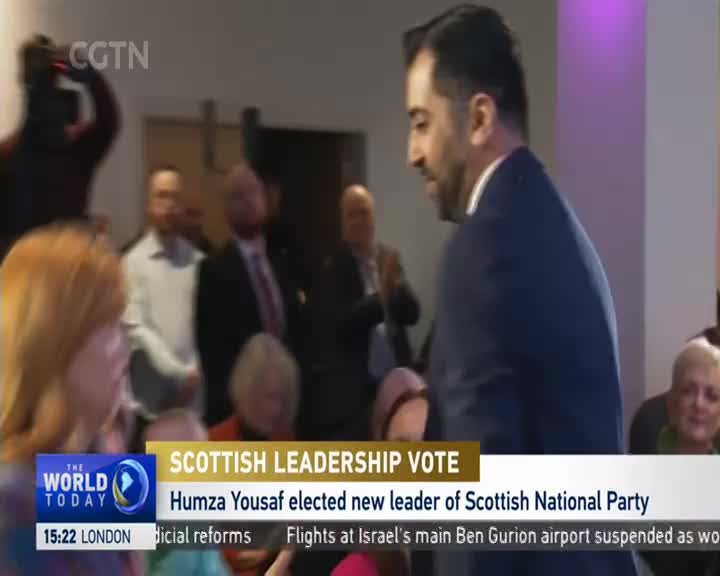 CGTN
SCOTTISH LEADERSHIP VOTE
THE
WORLD
TODAY
Humza Yousaf elected new leader of Scottish National Party
15:22 LONDON
dicial reforms Flights at Israel's main Ben Gurion airport suspended as wo